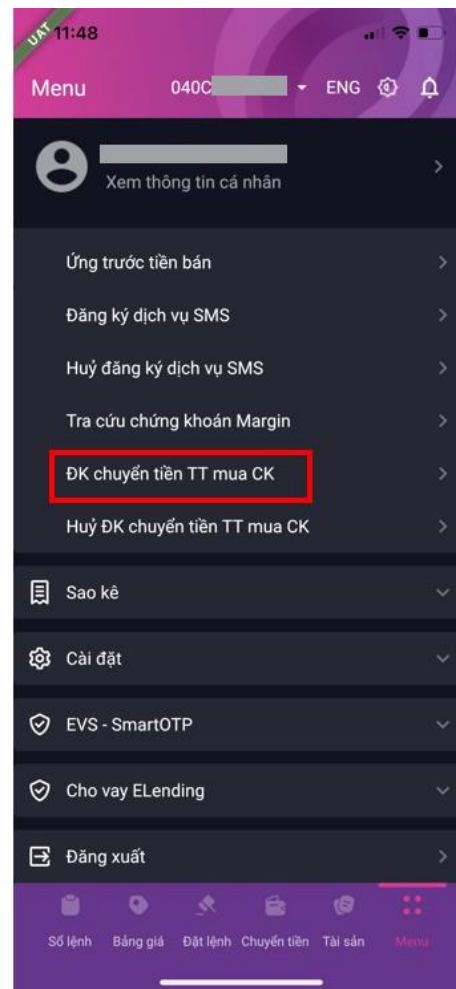 UAT
11:48
Menu 040C ENG
Xem thông tin cá nhân
Ứng trước tiền bán
Đăng ký dịch vụ SMS
Huỷ đăng ký dịch vụ SMS
Tra cứu chứng khoán Margin
ĐK chuyển tiền TT mua CK
Huỷ ĐK chuyển tiền TT mua CK
Sao kê
Cài đặt
EVS - SmartOTP
Cho vay ELending
Đăng xuất
Sổ lệnh Bảng giá Đặt lệnh Chuyển tiền Tài sản Menu